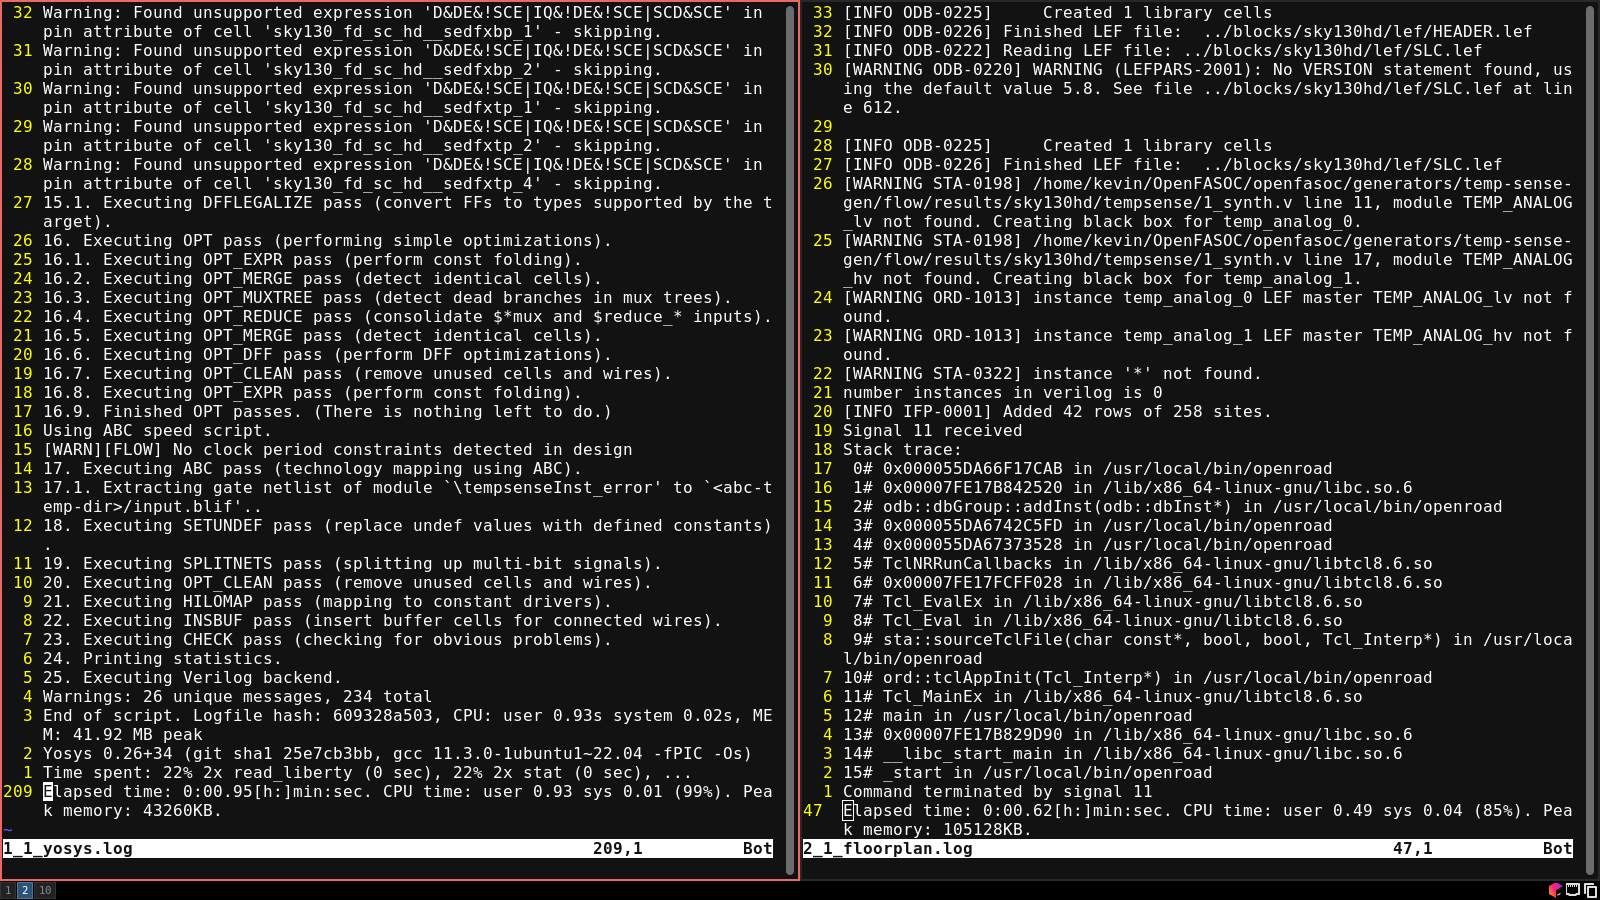 32 Warning: Found unsupported expression 'D&DE&!SCE|IQ&!DE&!SCE|SCD&SCE' in
pin attribute of cell 'sky130_fd_sc_hd__sedfxbp_1' - skipping.
31 Warning: Found unsupported expression 'D&DE&!SCE|IQ&!DE&!SCE|SCD&SCE' in
pin attribute of cell 'sky130_fd_sc_hd__sedfxbp_2' - skipping.
30 Warning: Found unsupported expression 'D&DE&!SCE|IQ&!DE&!SCE|SCD&SCE' in
pin attribute of cell 'sky130_fd_sc_hd__sedfxtp_1' - skipping.
29 Warning: Found unsupported expression 'D&DE&!SCE|IQ&!DE&!SCE|SCD&SCE' in
pin attribute of cell 'sky130_fd_sc_hd__sedfxtp_2' - skipping.
28 Warning: Found unsupported expression 'D&DE&!SCE|IQ&!DE&!SCE|SCD&SCE' in
pin attribute of cell 'sky130_fd_sc_hd__sedfxtp_4' - skipping.
27 15.1. Executing DFFLEGALIZE pass (convert FFs to types supported by the t
arget).
26 16. Executing OPT pass (performing simple optimizations).
25 16.1. Executing OPT_EXPR pass (perform const folding).
24 16.2. Executing OPT_MERGE pass (detect identical cells).
23 16.3. Executing OPT_MUXTREE pass (detect dead branches in mux trees).
22 16.4. Executing OPT_REDUCE pass (consolidate $*mux and $reduce_* inputs).
21 16.5. Executing OPT_MERGE pass (detect identical cells).
20 16.6. Executing OPT_DFF pass (perform DFF optimizations).
19 16.7. Executing OPT_CLEAN pass (remove unused cells and wires).
18 16.8. Executing OPT_EXPR pass (perform const folding).
17 16.9. Finished OPT passes. (There is nothing left to do.)
16 Using ABC speed script.
15 [WARN][FLOW] No clock period constraints detected in design
14 17. Executing ABC pass (technology mapping using ABC).
13 17.1. Extracting gate netlist of module `\tempsenseInst_error' to `<abc-t
emp-dir>/input.blif'..
12 18. Executing SETUNDEF pass (replace undef values with defined constants)
.
11 19. Executing SPLITNETS pass (splitting up multi-bit signals).
10 20. Executing OPT_CLEAN pass (remove unused cells and wires).
9 21. Executing HILOMAP pass (mapping to constant drivers).
8 22. Executing INSBUF pass (insert buffer cells for connected wires).
7 23. Executing CHECK pass (checking for obvious problems).
6 24. Printing statistics.
5 25. Executing Verilog backend.
4 Warnings: 26 unique messages, 234 total
3 End of script. Logfile hash: 609328a503, CPU: user 0.93s system 0.02s, ME
M: 41.92 MB peak
2 Yosys 0.26+34 (git sha1 25e7cb3bb, gcc 11.3.0-1ubuntu1~22.04 -fPIC -Os)
1 Time spent: 22% 2x read_liberty (0 sec), 22% 2x stat (0 sec), ...
209 Elapsed time: 0:00.95[h:]min:sec. CPU time: user 0.93 sys 0.01 (99%). Pea
k memory: 43260KB.
~
1_1_yosys.log 209,1 Bot
33 [INFO ODB-0225]     Created 1 library cells
32 [INFO ODB-0226] Finished LEF file:  ../blocks/sky130hd/lef/HEADER.lef
31 [INFO ODB-0222] Reading LEF file: ../blocks/sky130hd/lef/SLC.lef
30 [WARNING ODB-0220] WARNING (LEFPARS-2001): No VERSION statement found, us
ing the default value 5.8. See file ../blocks/sky130hd/lef/SLC.lef at lin
e 612.
29
28 [INFO ODB-0225]     Created 1 library cells
27 [INFO ODB-0226] Finished LEF file:  ../blocks/sky130hd/lef/SLC.lef
26 [WARNING STA-0198] /home/kevin/OpenFASOC/openfasoc/generators/temp-sense-
gen/flow/results/sky130hd/tempsense/1_synth.v line 11, module TEMP_ANALOG
_lv not found. Creating black box for temp_analog_0.
25 [WARNING STA-0198] /home/kevin/OpenFASOC/openfasoc/generators/temp-sense-
gen/flow/results/sky130hd/tempsense/1_synth.v line 17, module TEMP_ANALOG
_hv not found. Creating black box for temp_analog_1.
24 [WARNING ORD-1013] instance temp_analog_0 LEF master TEMP_ANALOG_lv not f
ound.
23 [WARNING ORD-1013] instance temp_analog_1 LEF master TEMP_ANALOG_hv not f
ound.
22 [WARNING STA-0322] instance '*' not found.
21 number instances in verilog is 0
20 [INFO IFP-0001] Added 42 rows of 258 sites.
19 Signal 11 received
18 Stack trace:
17  0# 0x000055DA66F17CAB in /usr/local/bin/openroad
16  1# 0x00007FE17B842520 in /lib/x86_64-linux-gnu/libc.so.6
15  2# odb::dbGroup::addInst(odb::dbInst*) in /usr/local/bin/openroad
14  3# 0x000055DA6742C5FD in /usr/local/bin/openroad
13  4# 0x000055DA67373528 in /usr/local/bin/openroad
12  5# TclNRRunCallbacks in /lib/x86_64-linux-gnu/libtcl8.6.so
11  6# 0x00007FE17FCFF028 in /lib/x86_64-linux-gnu/libtcl8.6.so
10  7# Tcl_EvalEx in /lib/x86_64-linux-gnu/libtcl8.6.so
9  8# Tcl_Eval in /lib/x86_64-linux-gnu/libtcl8.6.so
8  9# sta::sourceTclFile(char const*, bool, bool, Tcl_Interp*) in /usr/loca
l/bin/openroad
7 10# ord::tclAppInit(Tcl_Interp*) in /usr/local/bin/openroad
6 11# Tcl_MainEx in /lib/x86_64-linux-gnu/libtcl8.6.so
5 12# main in /usr/local/bin/openroad
4 13# 0x00007FE17B829D90 in /lib/x86_64-linux-gnu/libc.so.6
3 14# __libc_start_main in /lib/x86_64-linux-gnu/libc.so.6
2 15# _start in /usr/local/bin/openroad
1 Command terminated by signal 11
47 Elapsed time: 0:00.62[h:]min:sec. CPU time: user 0.49 sys 0.04 (85%). Pea
k memory: 105128KB.
2_1_floorplan.log 47,1 Bot
1 2 10